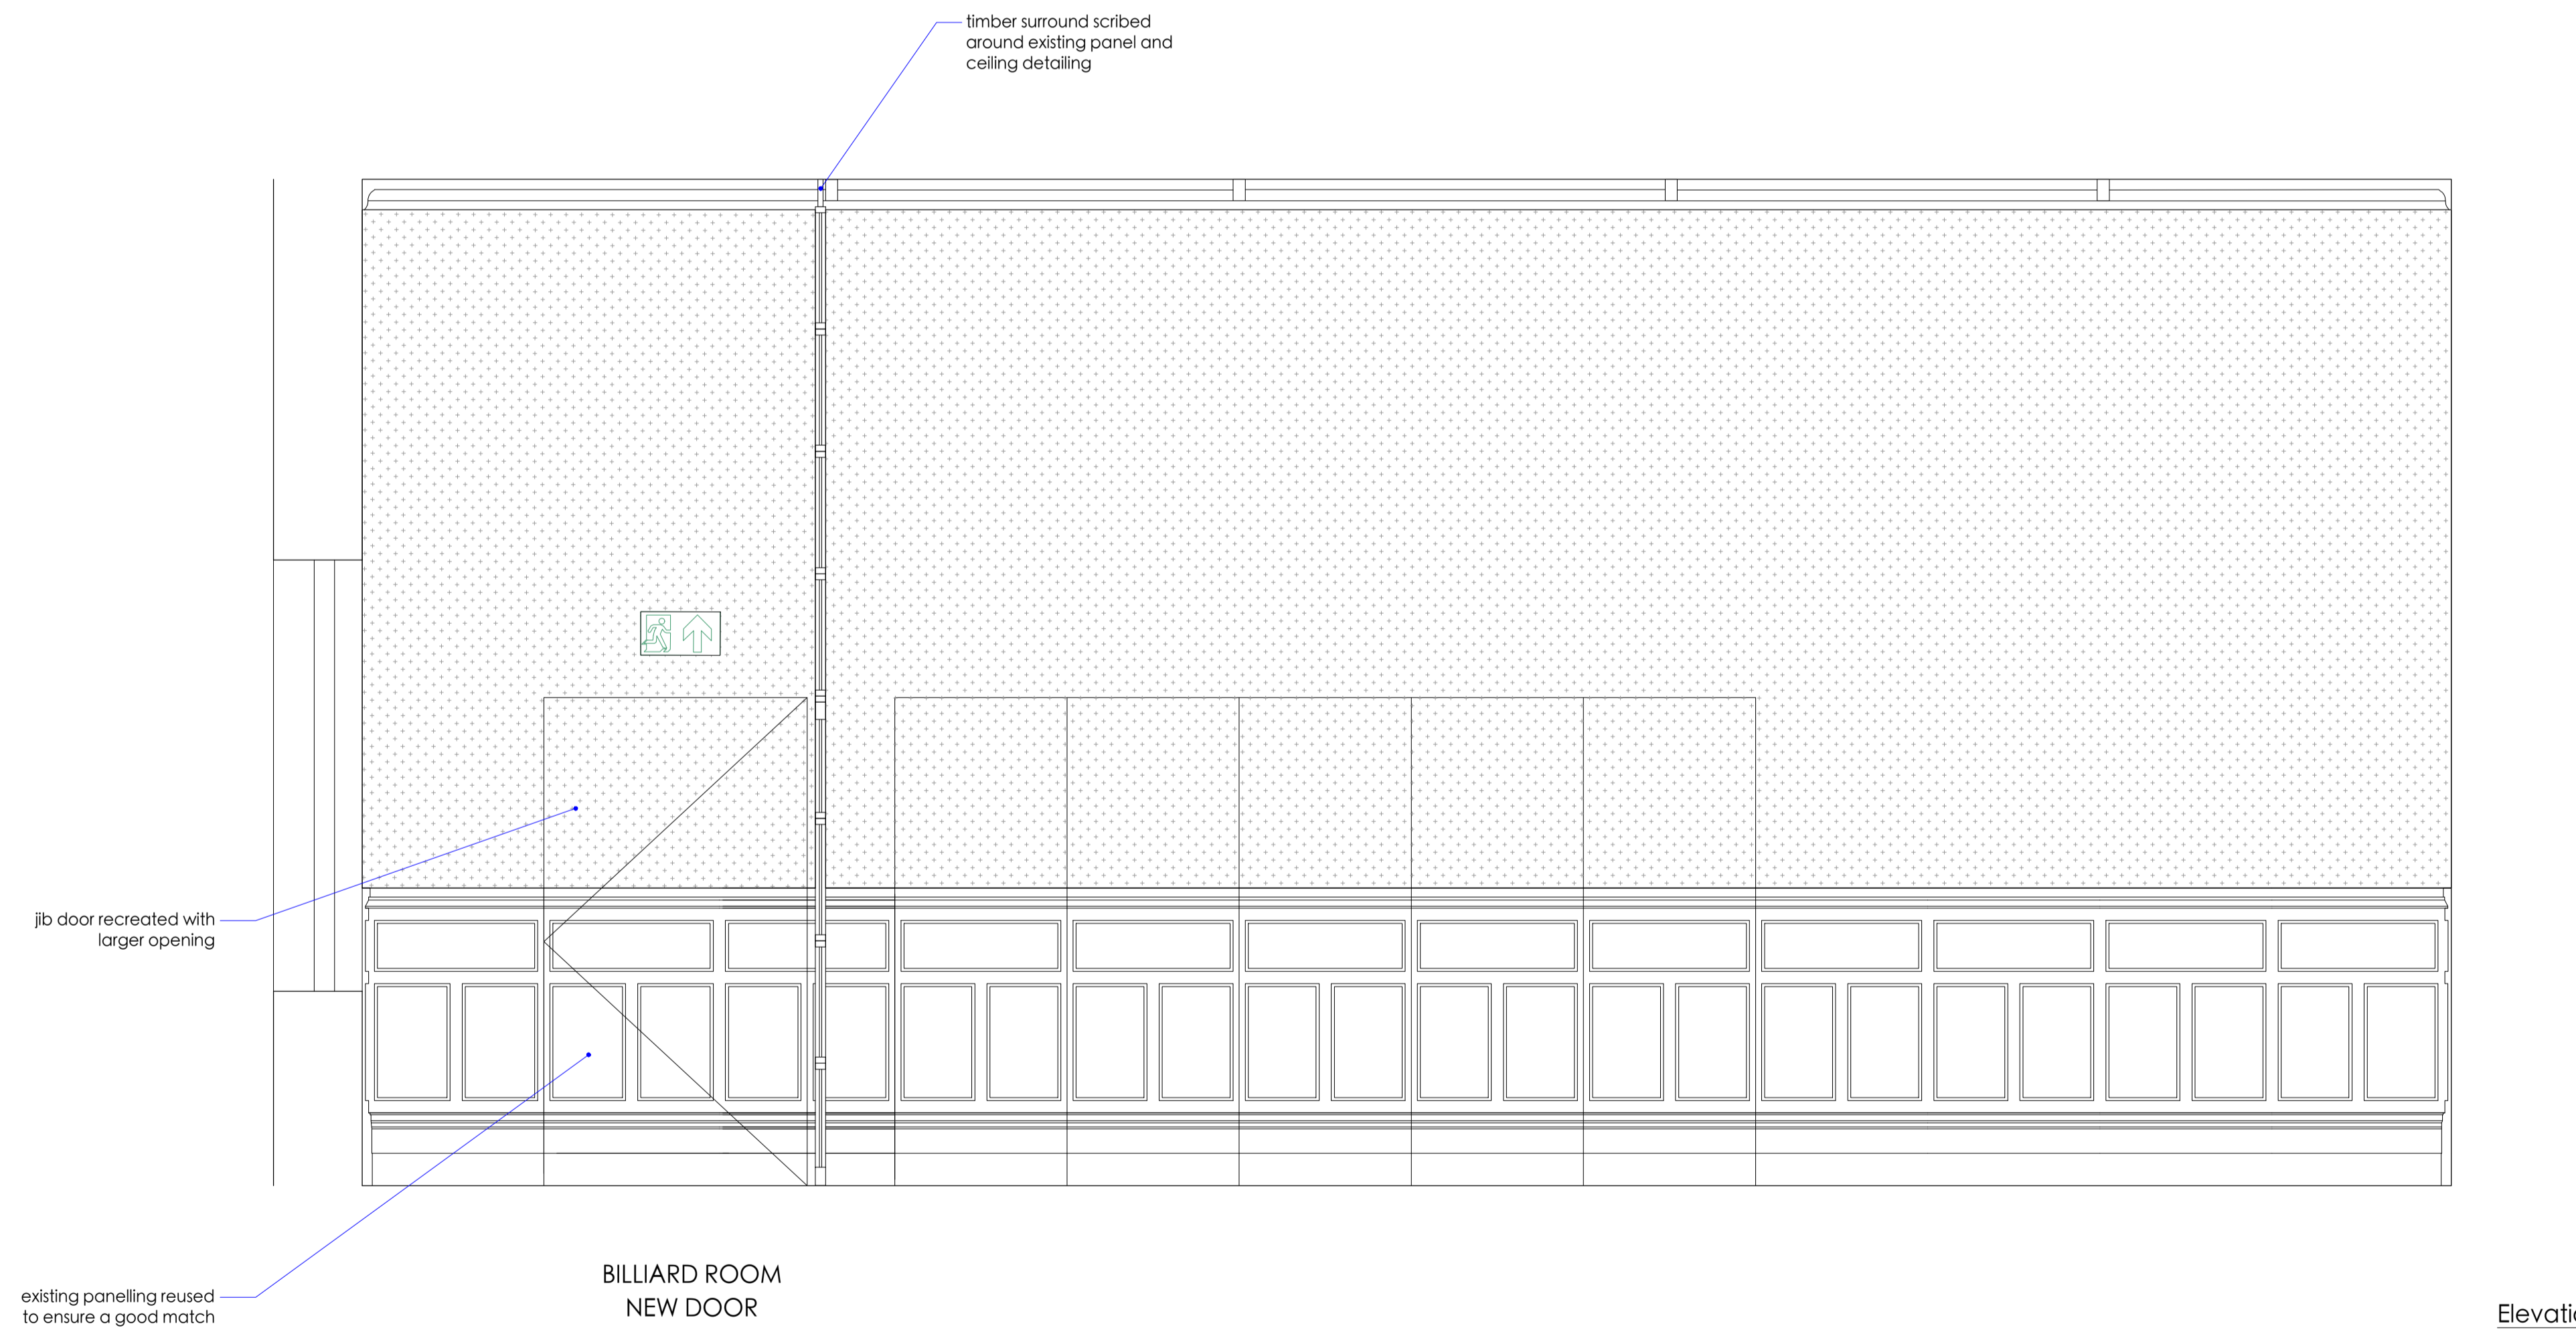 timber surround scribed
around existing panel and
ceiling detailing
jib door recreated with
larger opening
existing panelling reused
to ensure a good match
BILLIARD ROOM
NEW DOOR